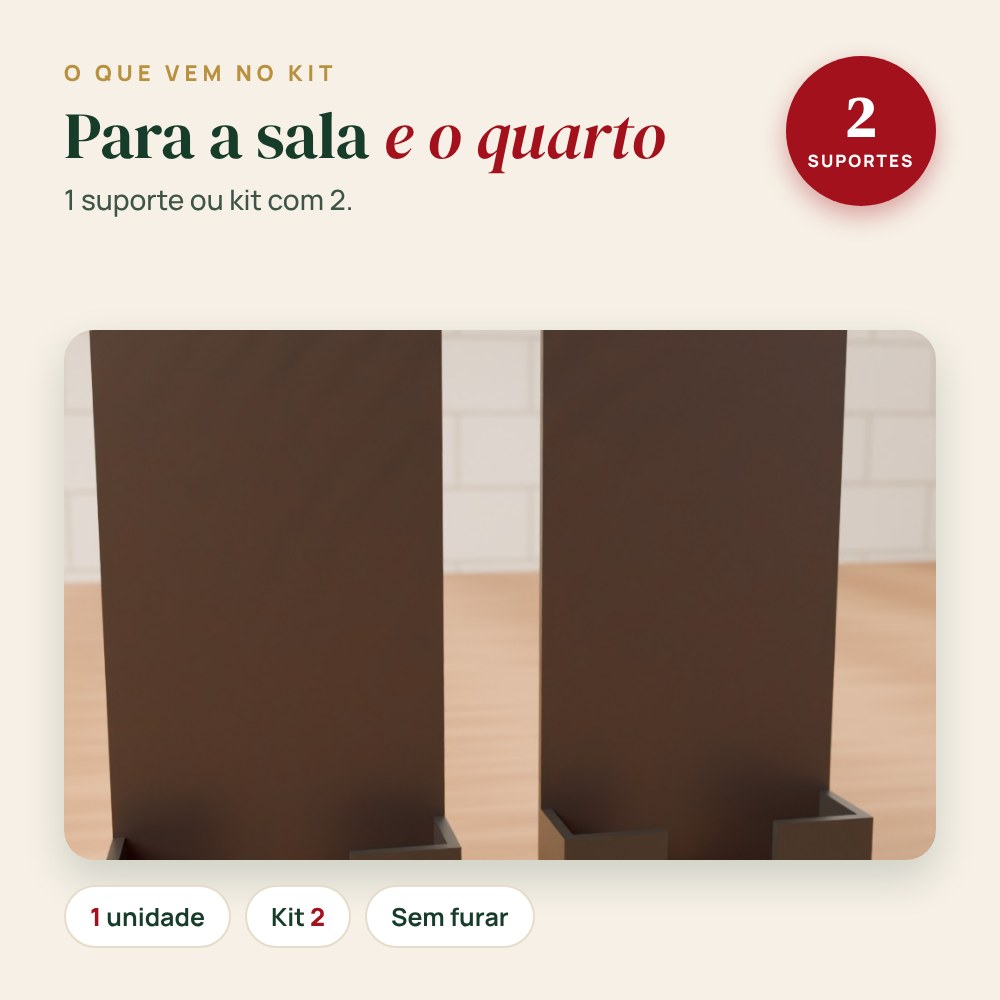 O QUE VEM NO KIT
Para a sala e o quarto
1 suporte ou kit com 2.
2
SUPORTES
1 unidade
Kit 2
Sem furar